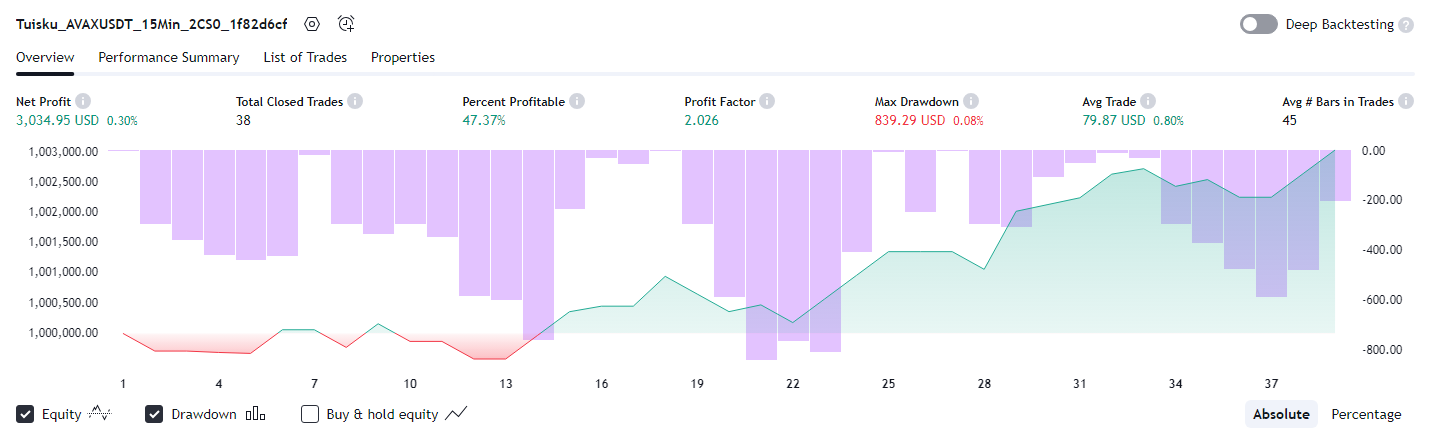 Tuisku_AVAXUSDT_15Min_2CS0_1f82d6cf Deep Backtesting ?
Overview Performance Summary List of Trades Properties
Net Profit Total Closed Trades Percent Profitable Profit Factor Max Drawdown Avg Trade Avg # Bars in Trades
3,034.95 USD 0.30% 38 47.37% 2.026 839.29 USD 0.08% 79.87 USD 0.80% 45
1,003,000.00 0.00
1,002,500.00
1,002,000.00 -200.00
1,001,500.00 -400.00
1,001,000.00
1,000,500.00 -600.00
1,000,000.00
-800.00
1 4 7 10 13 16 19 22 25 28 31 34 37
Equity Drawdown Buy & hold equity Absolute Percentage